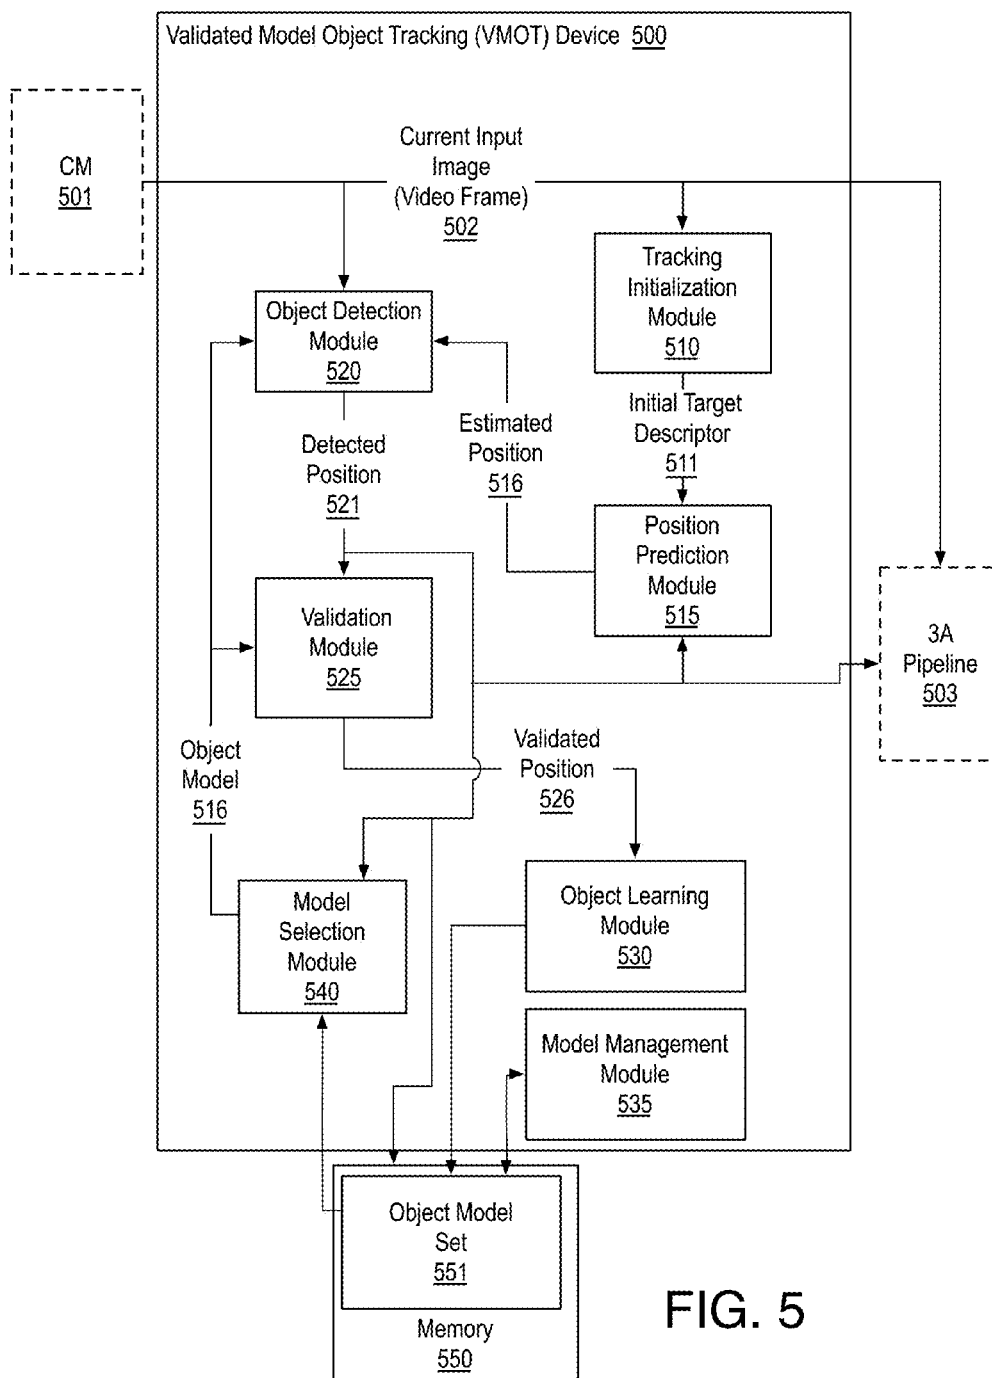 Validated Model Object Tracking (VMOT) Device 500
CM
501
Current Input
Image
(Video Frame)
502
Tracking
Initialization
Module
510
Object Detection
Module
520
Initial Target
Descriptor
511
Estimated
Position
516
Detected
Position
521
Position
Prediction
Module
515
Validation
Module
525
3A
Pipeline
503
Object
Model
516
Validated
Position
526
Model
Selection
Module
540
Object Learning
Module
530
Model Management
Module
535
Object Model
Set
551
Memory
550
FIG. 5